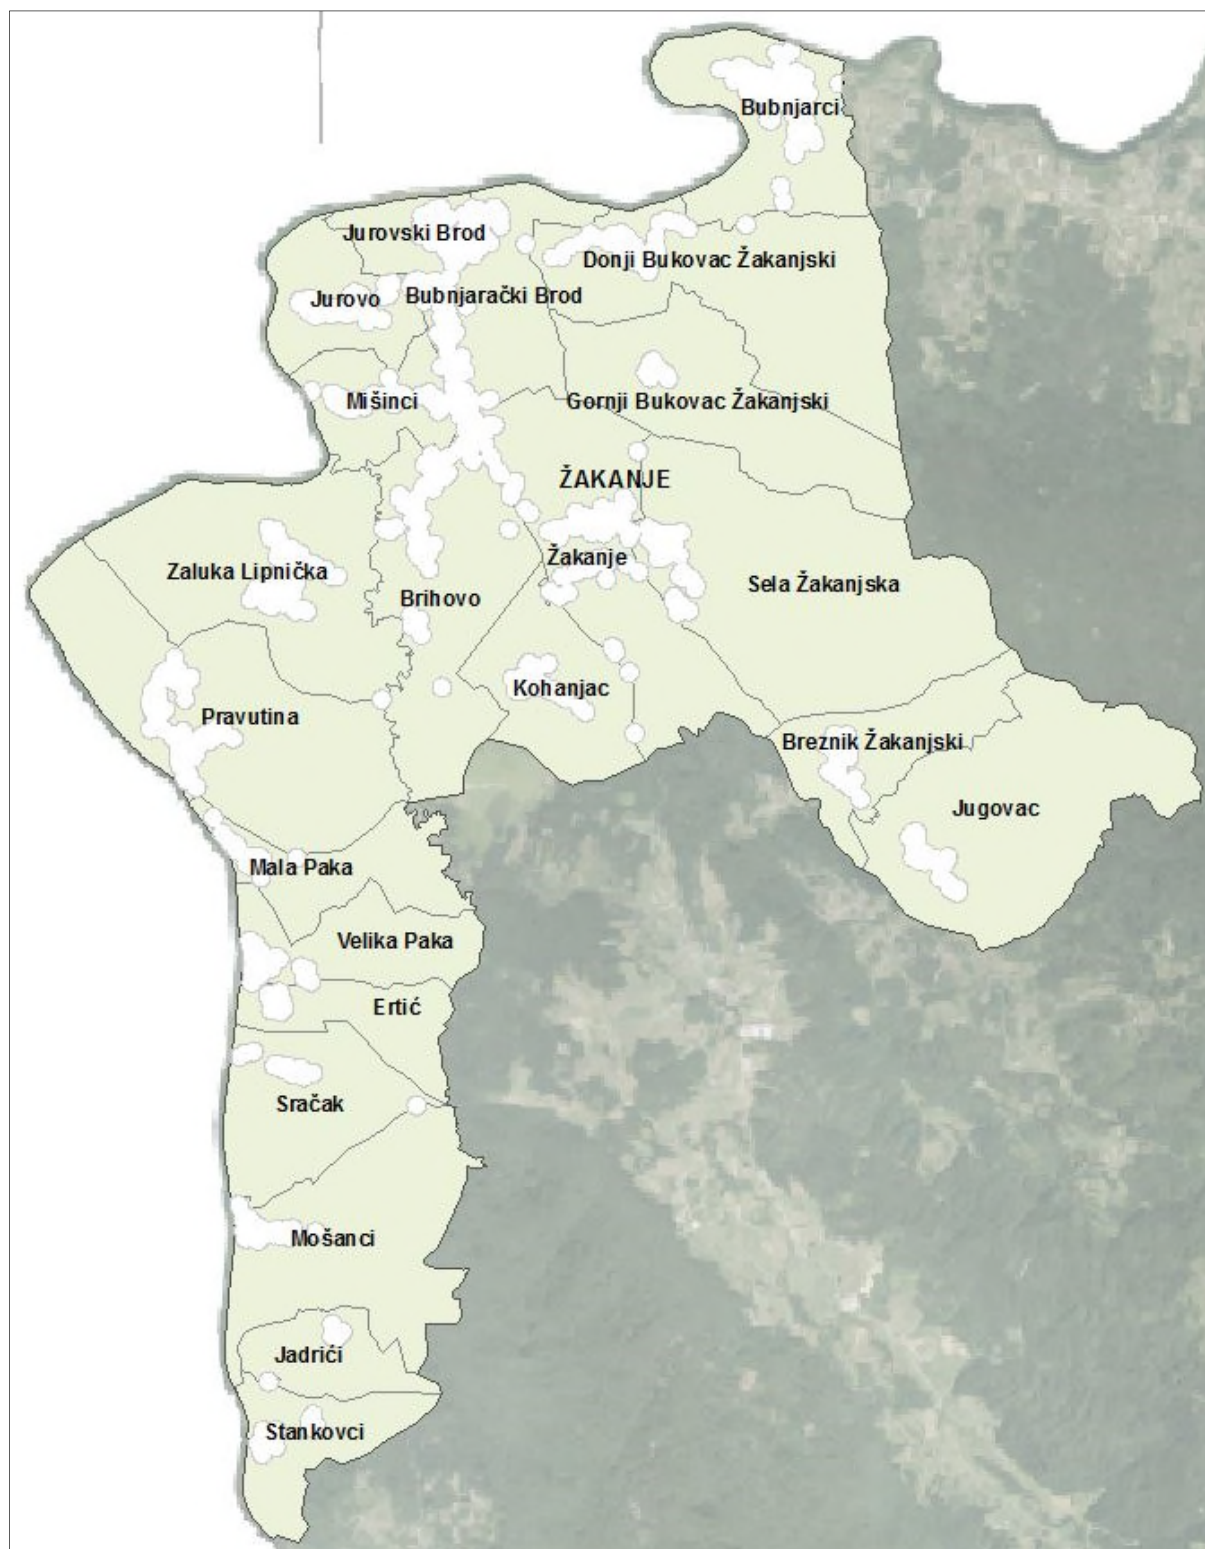 Bubnjarci
Jurovski Brod
Donji Bukovac Žakanjski
Jurovo
Bubnjarački Brod
Mišinci
Gornji Bukovac Žakanjski
ŽAKANJE
Žakanje
Zaluka Lipnička
Sela Žakanjska
Brihovo
Kohanjac
Pravutina
Breznik Žakanjski
Jugovac
Mala Paka
Velika Paka
Ertić
Sračak
Mošanci
Jadrići
Stankovci